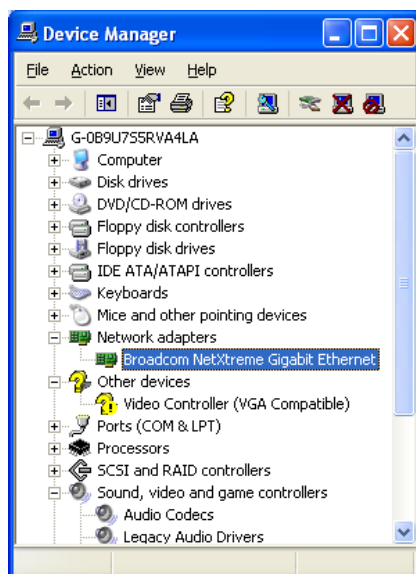 Device Manager
File Action View Help
G-0B9U7S5RVA4LA
Computer
Disk drives
DVD/CD-ROM drives
Floppy disk controllers
Floppy disk drives
IDE ATA/ATAPI controllers
Keyboards
Mice and other pointing devices
Network adapters
Broadcom NetXtreme Gigabit Ethernet
Other devices
Video Controller (VGA Compatible)
Ports (COM & LPT)
Processors
SCSI and RAID controllers
Sound, video and game controllers
Audio Codecs
Legacy Audio Drivers